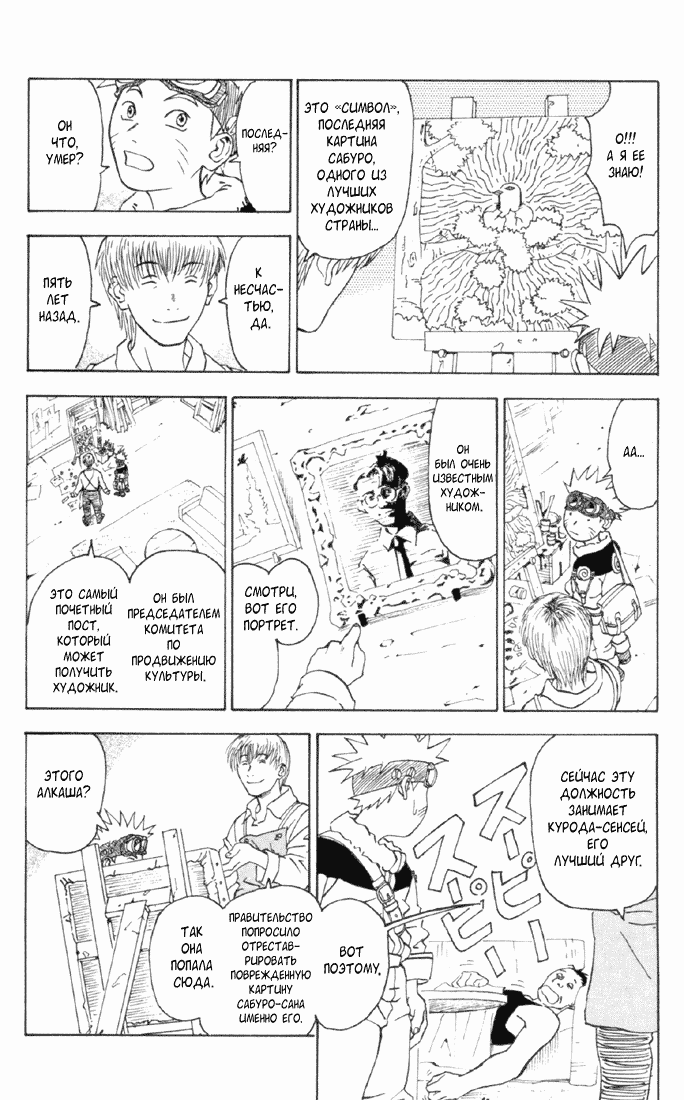 О!!!
А Я ЕЕ
ЗНАЮ!
ЭТО «СИМВОЛ»,
ПОСЛЕДНЯЯ
КАРТИНА
САБУРО,
ОДНОГО ИЗ
ЛУЧШИХ
ХУДОЖНИКОВ
СТРАНЫ...
ПОСЛЕД-
НЯЯ?
ОН
ЧТО,
УМЕР?
К
НЕСЧАС-
ТЬЮ,
ДА.
ПЯТЬ
ЛЕТ
НАЗАД.
АА...
ОН
БЫЛ ОЧЕНЬ
ИЗВЕСТНЫМ
ХУДОЖ-
НИКОМ.
СМОТРИ,
ВОТ ЕГО
ПОРТРЕТ.
ОН БЫЛ
ПРЕДСЕДАТЕЛЕМ
КОМИТЕТА
ПО
ПРОДВИЖЕНИЮ
КУЛЬТУРЫ.
ЭТО САМЫЙ
ПОЧЕТНЫЙ
ПОСТ,
КОТОРЫЙ
МОЖЕТ
ПОЛУЧИТЬ
ХУДОЖНИК.
СЕЙЧАС ЭТУ
ДОЛЖНОСТЬ
ЗАНИМАЕТ
КУРОДА-СЕНСЕЙ,
ЕГО
ЛУЧШИЙ ДРУГ.
スーピー
スーピー
ВОТ
ПОЭТОМУ,
ПРАВИТЕЛЬСТВО
ПОПРОСИЛО
ОТРЕСТАВ-
РИРОВАТЬ
ПОВРЕЖДЕННУЮ
КАРТИНУ
САБУРО-САНА
ИМЕННО ЕГО.
ТАК
ОНА
ПОПАЛА
СЮДА.
ЭТОГО
АЛКАША?